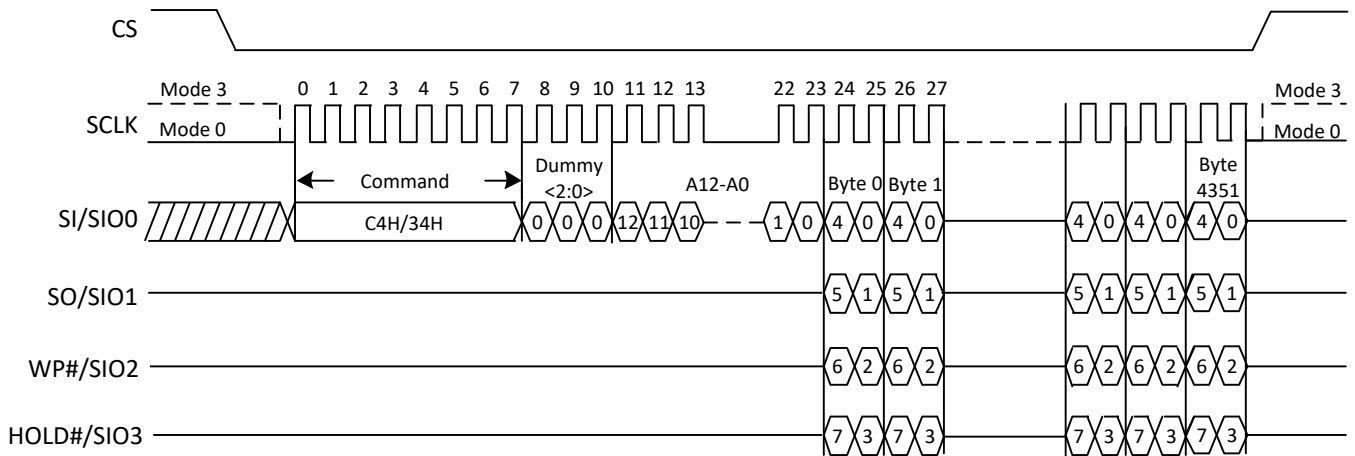 CS
Mode 3 0 1 2 3 4 5 6 7 8 9 10 11 12 13 22 23 24 25 26 27 Mode 3
SCLK
Mode 0 Mode 0
Command Dummy <2:0> A12-A0 Byte 0 Byte 1 Byte 4351
SI/SIO0 C4H/34H 0 0 0 12 11 10 1 0 4 0 4 0 4 0 4 0 4 0
SO/SIO1 5 1 5 1 5 1 5 1 5 1
WP#/SIO2 6 2 6 2 6 2 6 2 6 2
HOLD#/SIO3 7 3 7 3 7 3 7 3 7 3